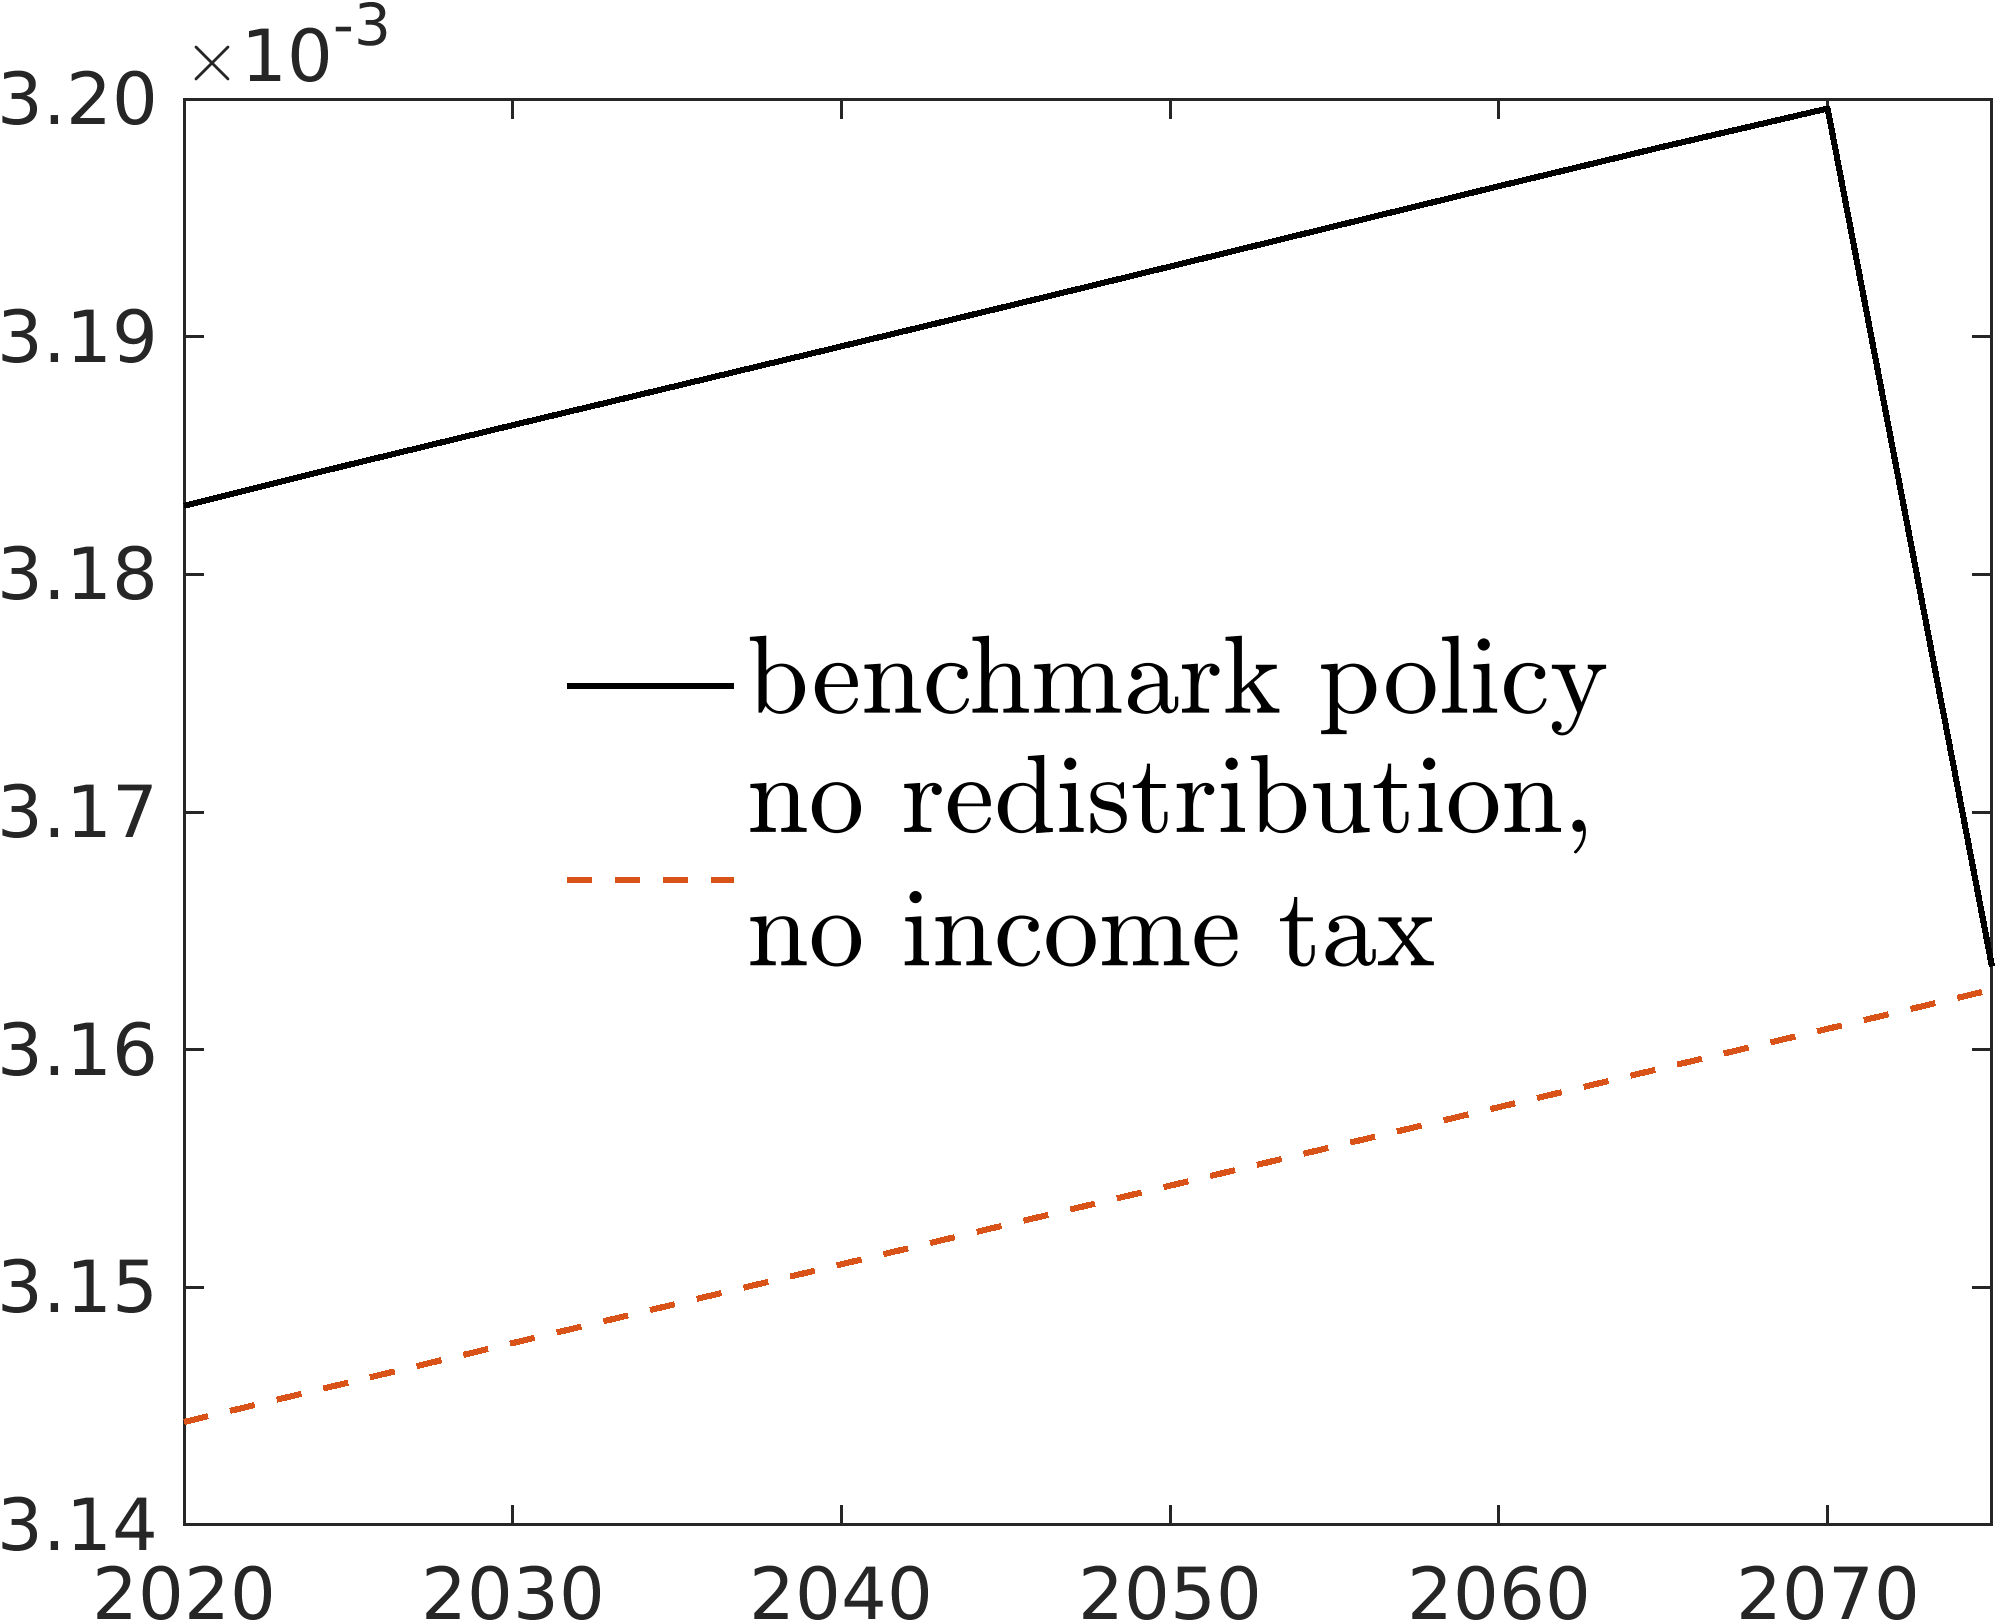 ×10-3
3.20
3.19
3.18
benchmark policy
no redistribution,
3.17
no income tax
3.16
3.15
3.14
2020 2030 2040 2050 2060 2070